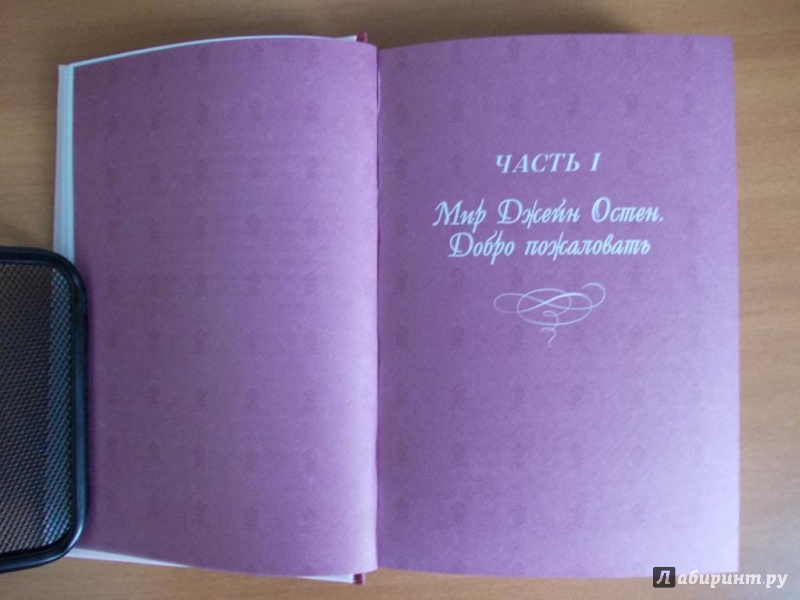 ЧАСТЬ I
Мир Джейн Остен.
Добро пожаловать
Лабиринт.ру